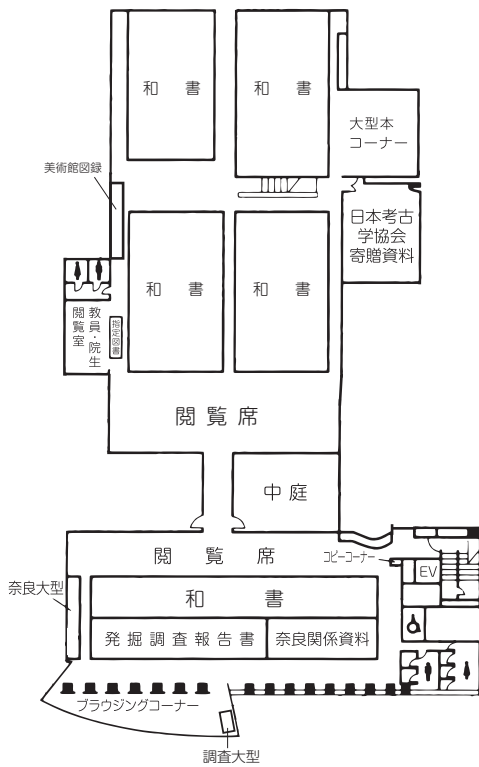 和書
和書
大型本
コーナー
美術館図録
日本考古
学協会
寄贈資料
和書
和書
教員・院生
閲覧室
指定図書
閲覧席
中庭
閲覧席
コピーコーナー
EV
奈良大型
和書
発掘調査報告書
奈良関係資料
ブラウジングコーナー
調査大型